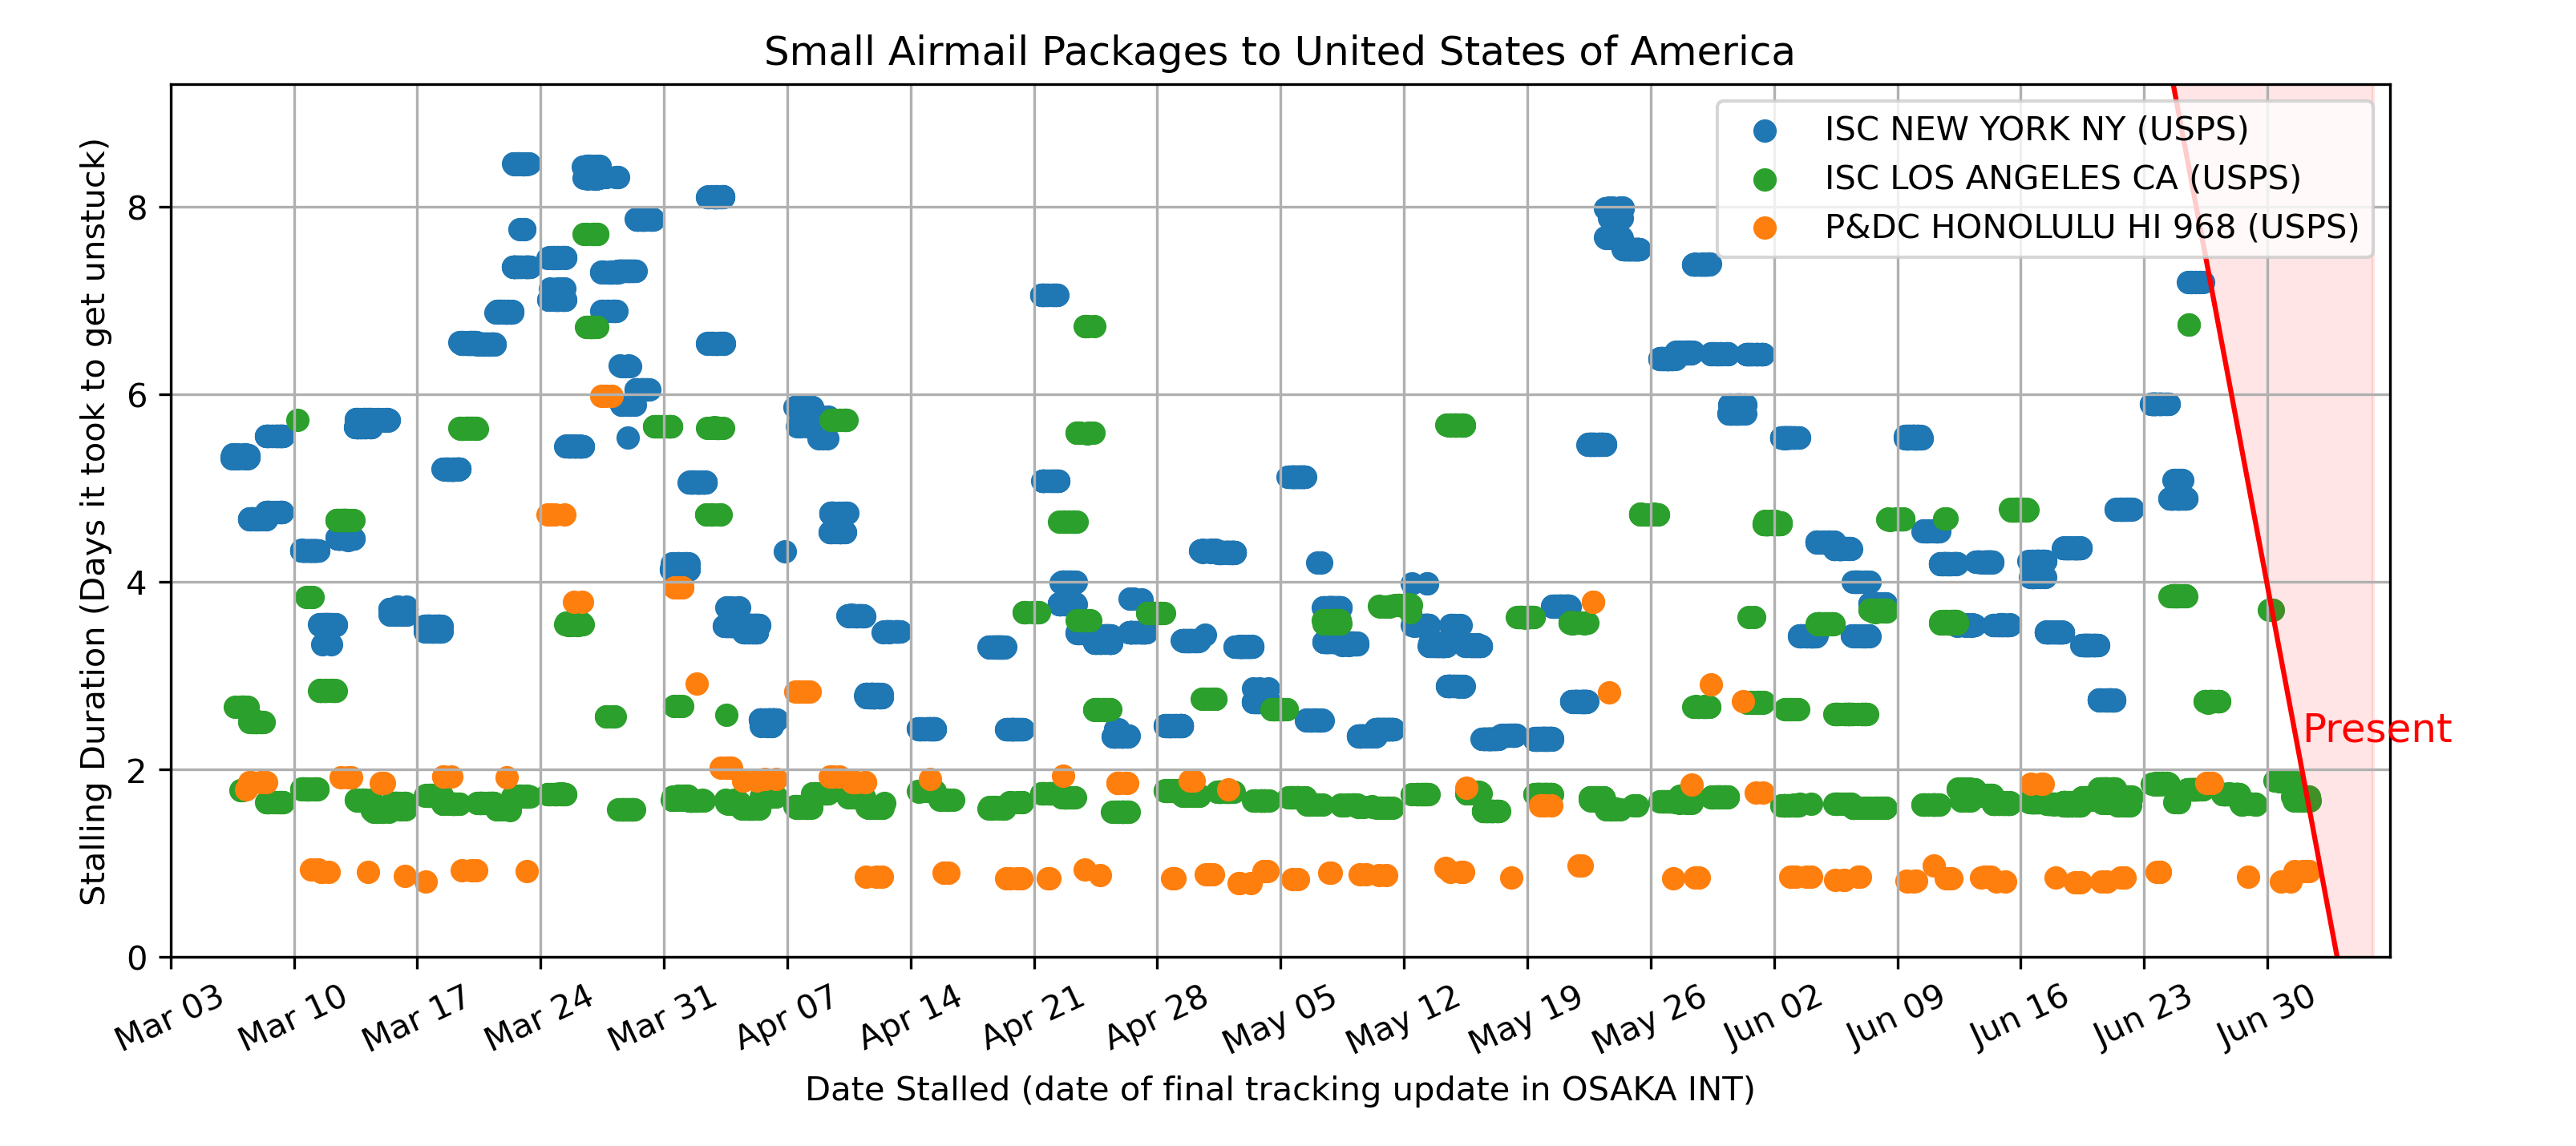 Small Airmail Packages to United States of America
Stalling Duration (Days it took to get unstuck)
8
6
4
2
0
ISC NEW YORK NY (USPS)
ISC LOS ANGELES CA (USPS)
P&DC HONOLULU HI 968 (USPS)
Present
Mar 03
Mar 10
Mar 17
Mar 24
Mar 31
Apr 07
Apr 14
Apr 21
Apr 28
May 05
May 12
May 19
May 26
Jun 02
Jun 09
Jun 16
Jun 23
Jun 30
Date Stalled (date of final tracking update in OSAKA INT)